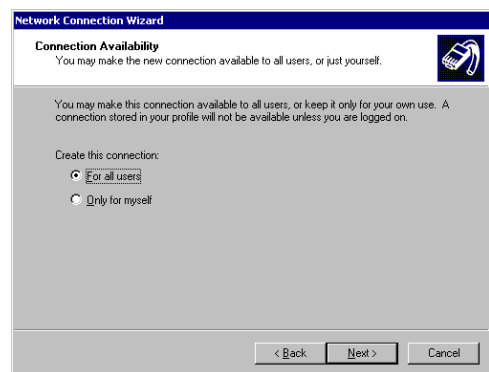 Network Connection Wizard
Connection Availability
You may make the new connection available to all users, or just yourself.
You may make this connection available to all users, or keep it only for your own use. A
connection stored in your profile will not be available unless you are logged on.
Create this connection:
For all users
Only for myself
< Back Next > Cancel